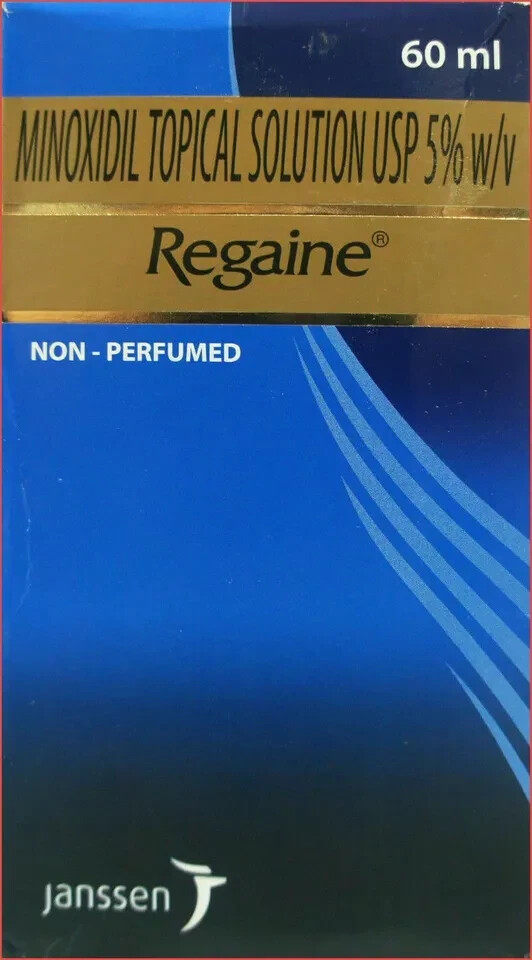 60 ml
MINOXIDIL TOPICAL SOLUTION USP 5% w/v
Regaine®
NON - PERFUMED
janssen